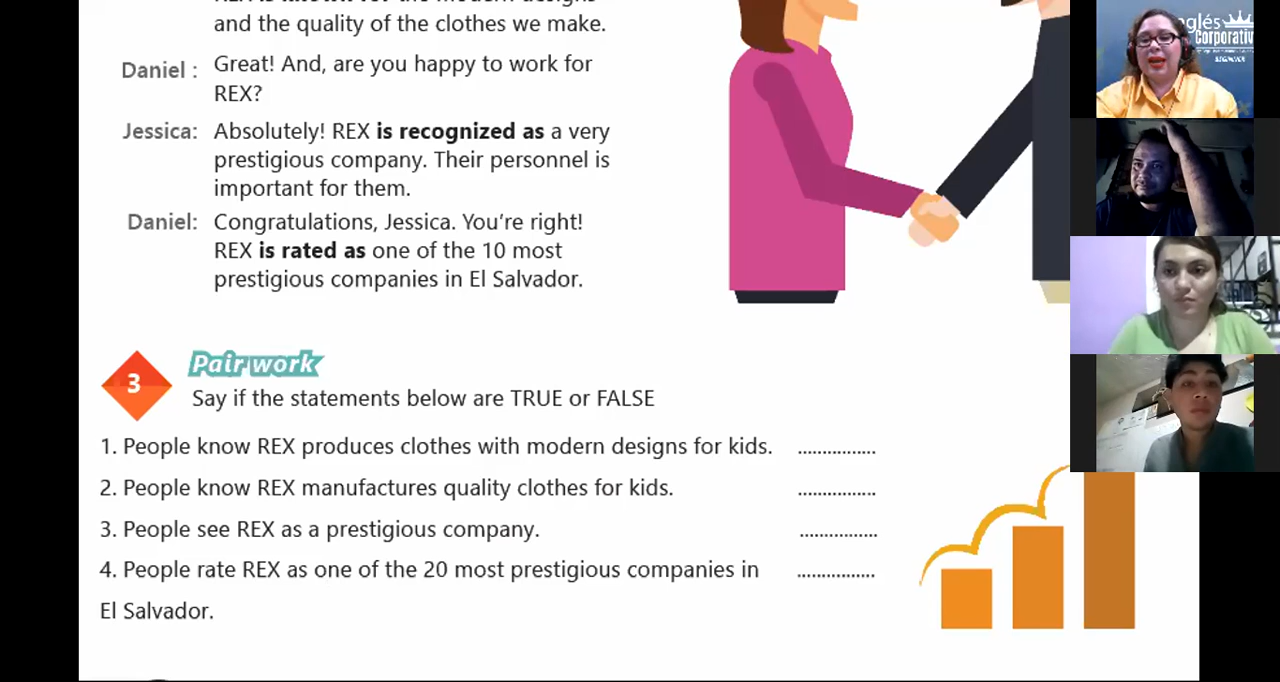 and the quality of the clothes we make.
Daniel : Great! And, are you happy to work for
REX?
Jessica: Absolutely! REX is recognized as a very
prestigious company. Their personnel is
important for them.
Daniel: Congratulations, Jessica. You're right!
REX is rated as one of the 10 most
prestigious companies in El Salvador.
3 Pair work
Say if the statements below are TRUE or FALSE
1. People know REX produces clothes with modern designs for kids. ................
2. People know REX manufactures quality clothes for kids. ................
3. People see REX as a prestigious company. ................
4. People rate REX as one of the 20 most prestigious companies in ................
El Salvador.
nglés
Corporativ
BEGINNER